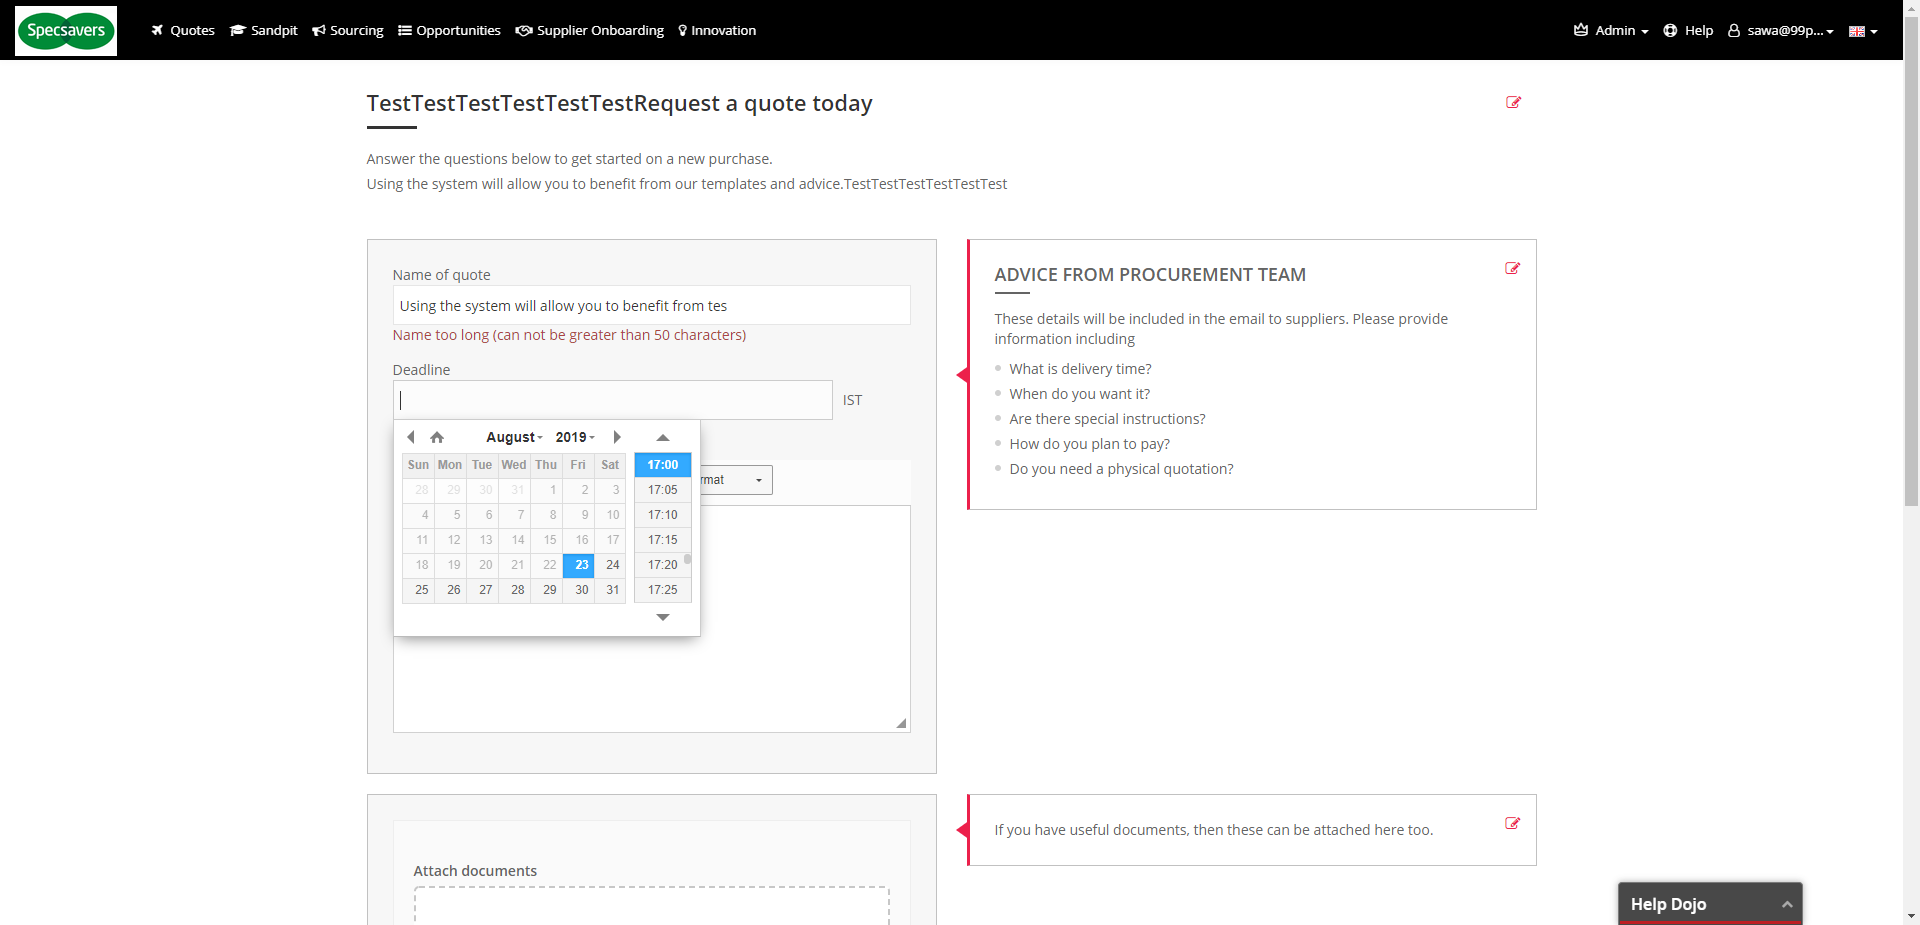 Specsavers
Quotes Sandpit Sourcing Opportunities Supplier Onboarding Innovation
Admin Help sawa@99p...
TestTestTestTestTestTestRequest a quote today
Answer the questions below to get started on a new purchase.
Using the system will allow you to benefit from our templates and advice.TestTestTestTestTestTest
Name of quote
Using the system will allow you to benefit from tes
Name too long (can not be greater than 50 characters)
Deadline
IST
August 2019
Sun Mon Tue Wed Thu Fri Sat
28 29 30 31 1 2 3
4 5 6 7 8 9 10
11 12 13 14 15 16 17
18 19 20 21 22 23 24
25 26 27 28 29 30 31
17:00
17:05
17:10
17:15
17:20
17:25
rmat
ADVICE FROM PROCUREMENT TEAM
These details will be included in the email to suppliers. Please provide
information including
What is delivery time?
When do you want it?
Are there special instructions?
How do you plan to pay?
Do you need a physical quotation?
Attach documents
If you have useful documents, then these can be attached here too.
Help Dojo